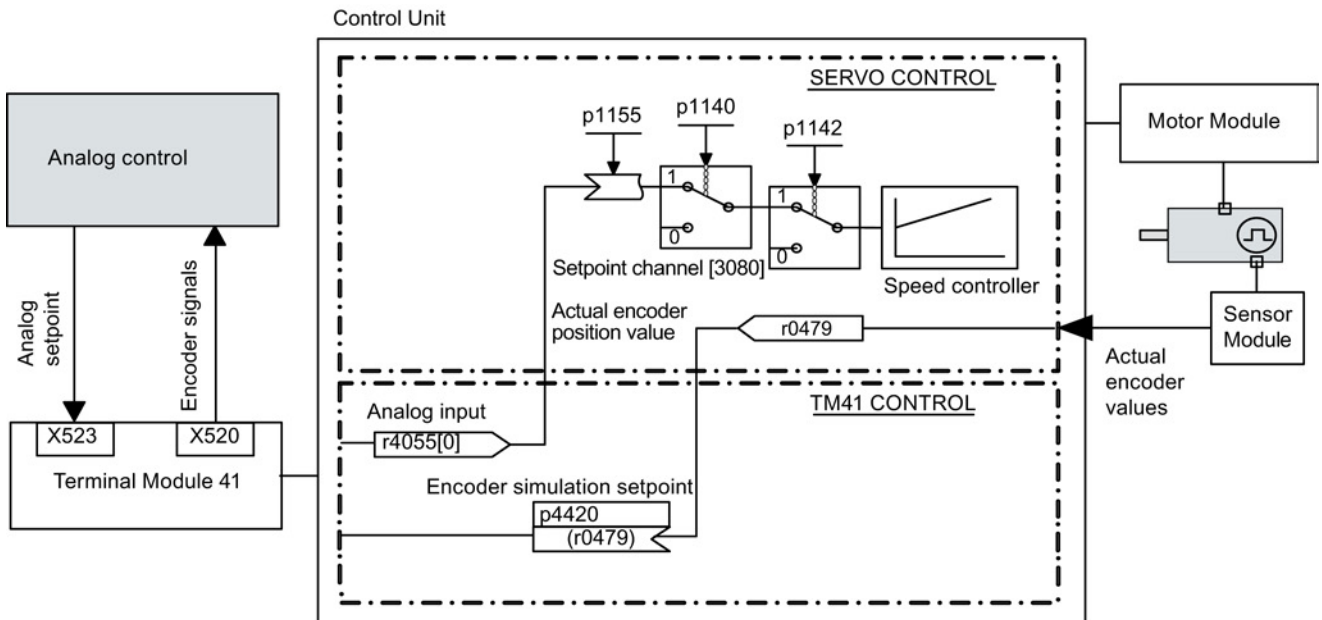 Control Unit
SERVO CONTROL
Analog control
p1155
p1140
p1142
Motor Module
1
0
1
0
Setpoint channel [3080]
Speed controller
Analog
setpoint
Encoder signals
Actual encoder
position value
r0479
Sensor
Module
Actual
encoder
values
TM41 CONTROL
Analog input
r4055[0]
X523
X520
Terminal Module 41
Encoder simulation setpoint
p4420
(r0479)